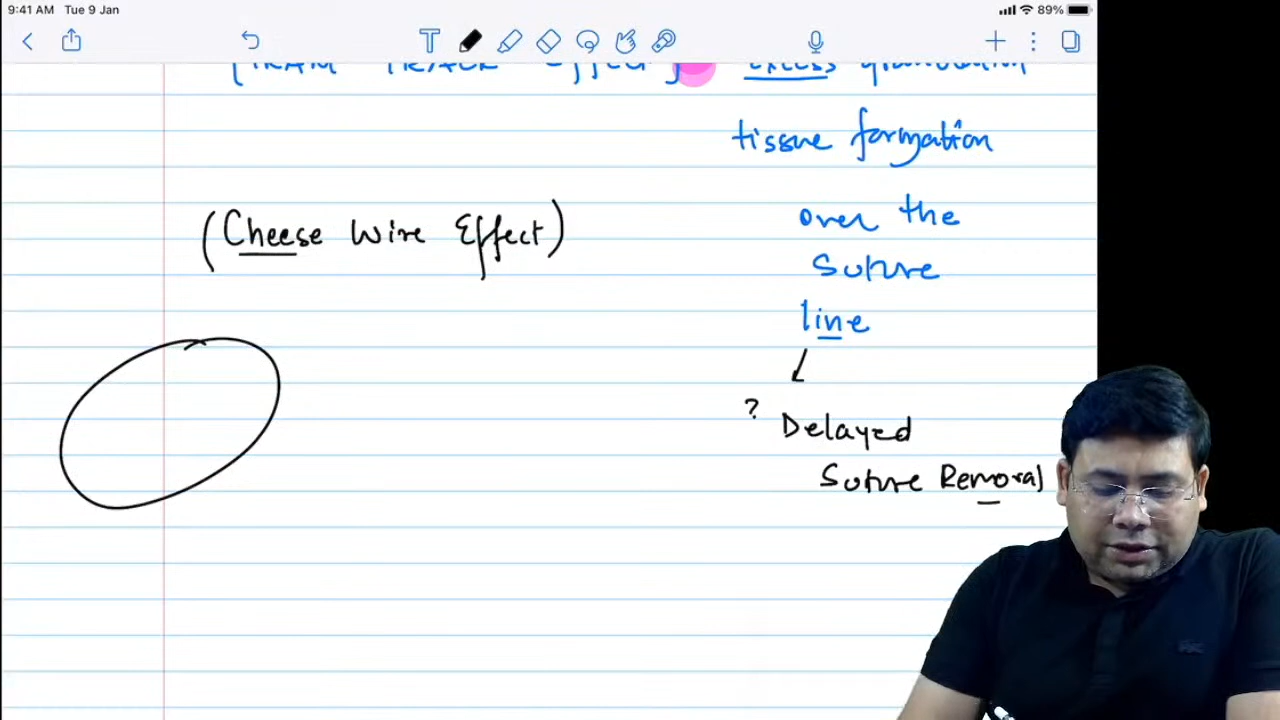 9:41 AM Tue 9 Jan
89%
T
tissue formation
over the
Suture
line
(Cheese Wire Effect)
?
Delayed
Suture Removal